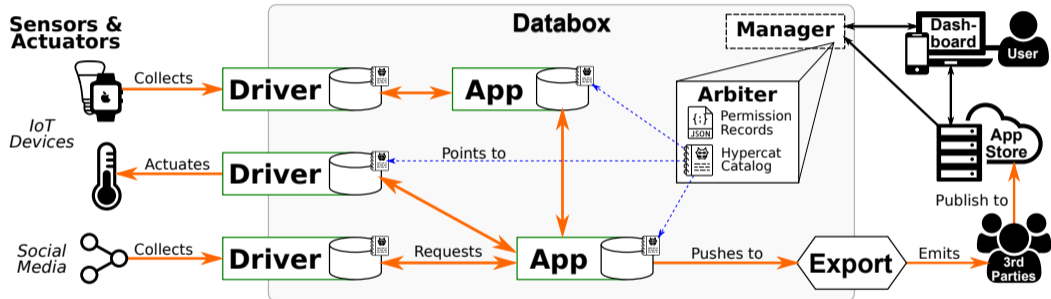 Sensors &
Actuators
Databox
Manager
Dash-
board
User
Collects
Driver
App
Arbiter
{:}
JSON
Permission
Records
Hypercat
Catalog
IoT
Devices
App
Store
Points to
Actuates
Driver
Publish to
Social
Media
Collects
Driver
Requests
App
Pushes to
Export
Emits
3rd
Parties